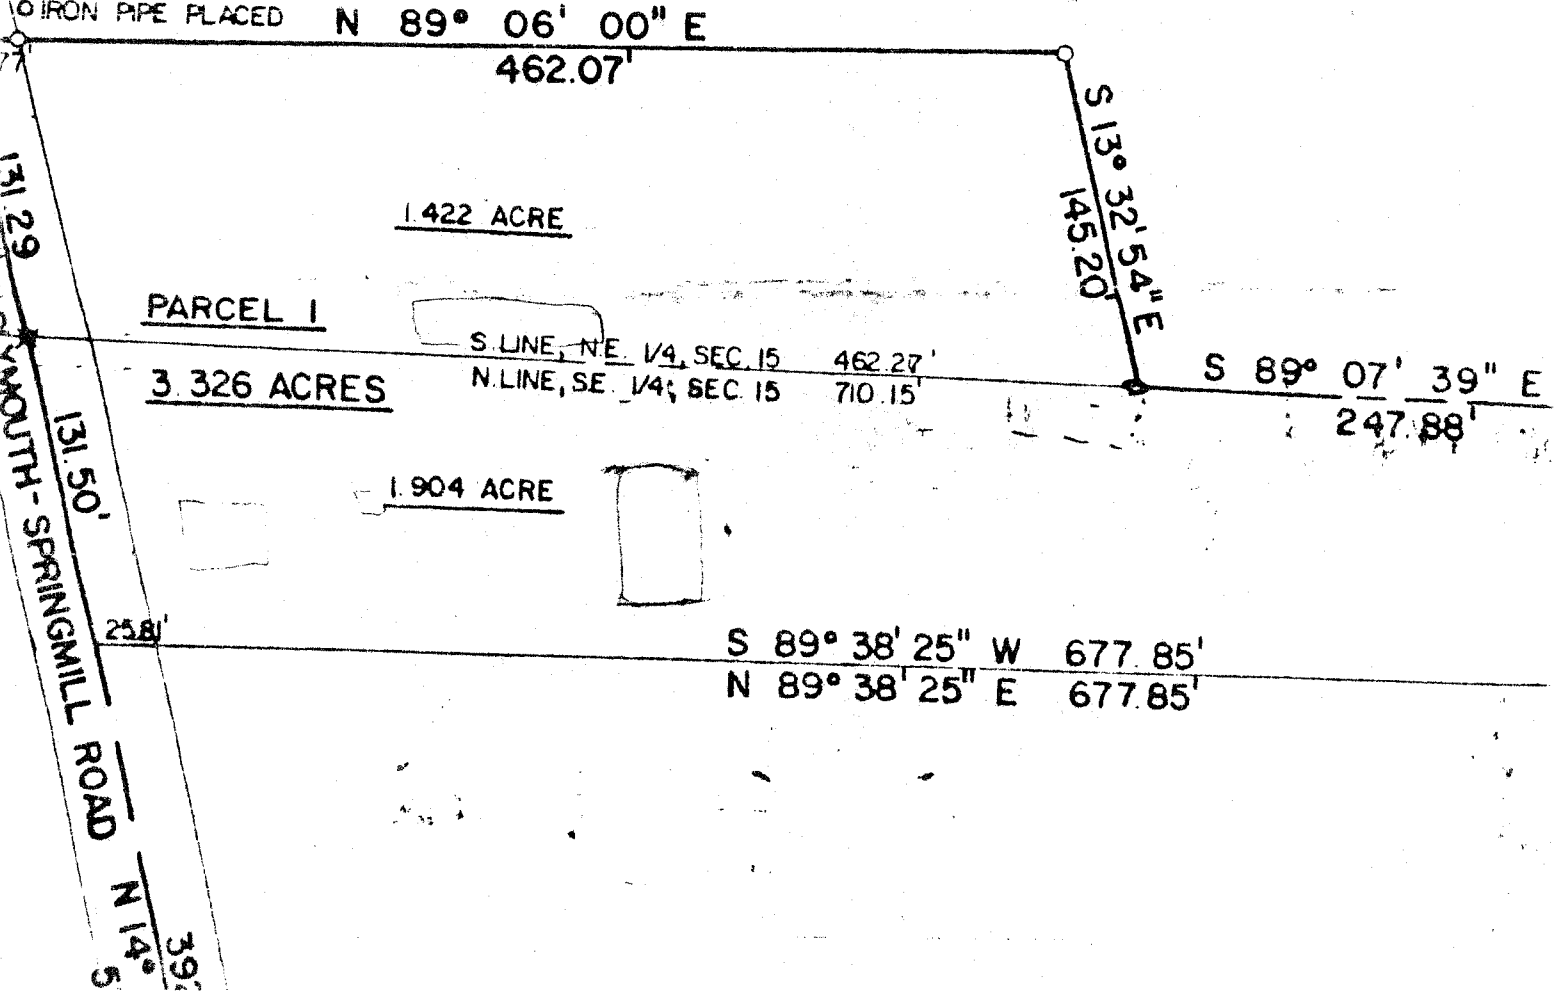 O IRON PIPE PLACED
N 89° 06' 00" E
462.07'
S 13° 32' 54" E
145.20'
131.29
1.422 ACRE
PARCEL 1
S. LINE, N.E. 1/4, SEC. 15 462.27'
3.326 ACRES
N. LINE, SE. 1/4, SEC. 15 710.15'
S 89° 07' 39" E
247.88'
131.50'
1.904 ACRE
25.81'
S 89° 38' 25" W 677.85'
N 89° 38' 25" E 677.85'
SPRINGMILL ROAD
N 14°